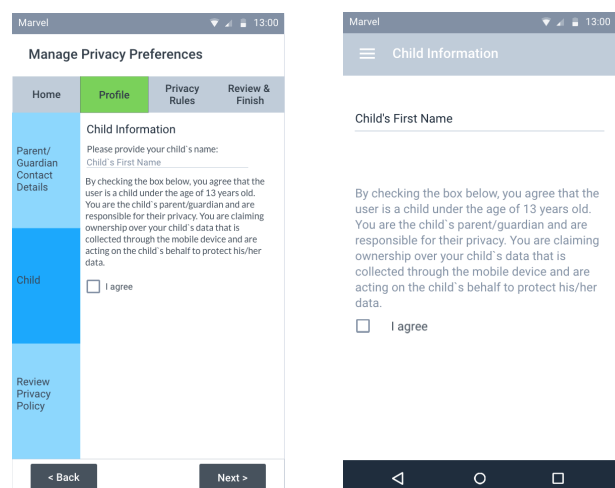 Marvel
13:00
Manage Privacy Preferences
Home
Profile
Privacy
Rules
Review &
Finish
Parent/
Guardian
Contact
Details
Child
Review
Privacy
Policy
Child Information
Please provide your child`s name:
Child`s First Name
By checking the box below, you agree that the
user is a child under the age of 13 years old.
You are the child`s parent/guardian and are
responsible for their privacy. You are claiming
ownership over your child`s data that is
collected through the mobile device and are
acting on the child`s behalf to protect his/her
data.
I agree
< Back
Next >
Marvel
13:00
Child Information
Child's First Name
By checking the box below, you agree that the
user is a child under the age of 13 years old.
You are the child`s parent/guardian and are
responsible for their privacy. You are claiming
ownership over your child`s data that is
collected through the mobile device and are
acting on the child`s behalf to protect his/her
data.
I agree